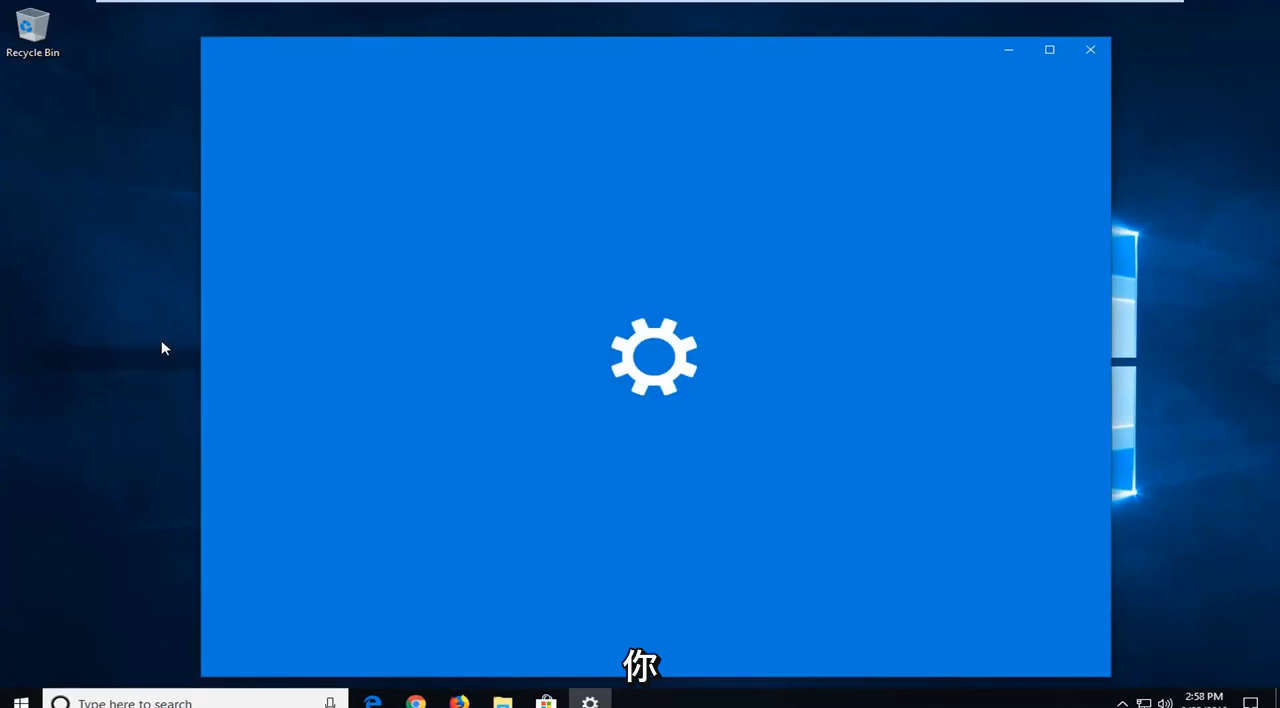 Recycle Bin
你
Type here to search
2:58 PM